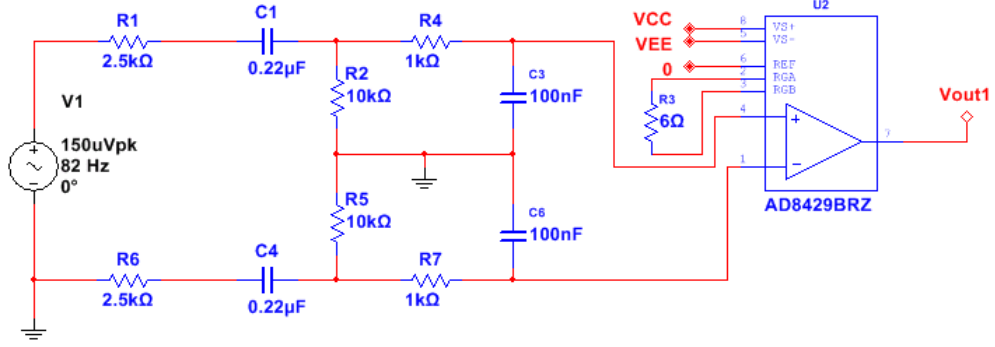 R1
2.5kΩ
C1
0.22µF
R4
1kΩ
R2
10kΩ
C3
100nF
V1
150uVpk
82 Hz
0°
R5
10kΩ
C6
100nF
R6
2.5kΩ
C4
0.22µF
R7
1kΩ
U2
VCC
VEE
0
R3
6Ω
8
5
6
2
3
4
1
7
VS+
VS-
REF
RGA
RGB
+
−
AD8429BRZ
Vout1